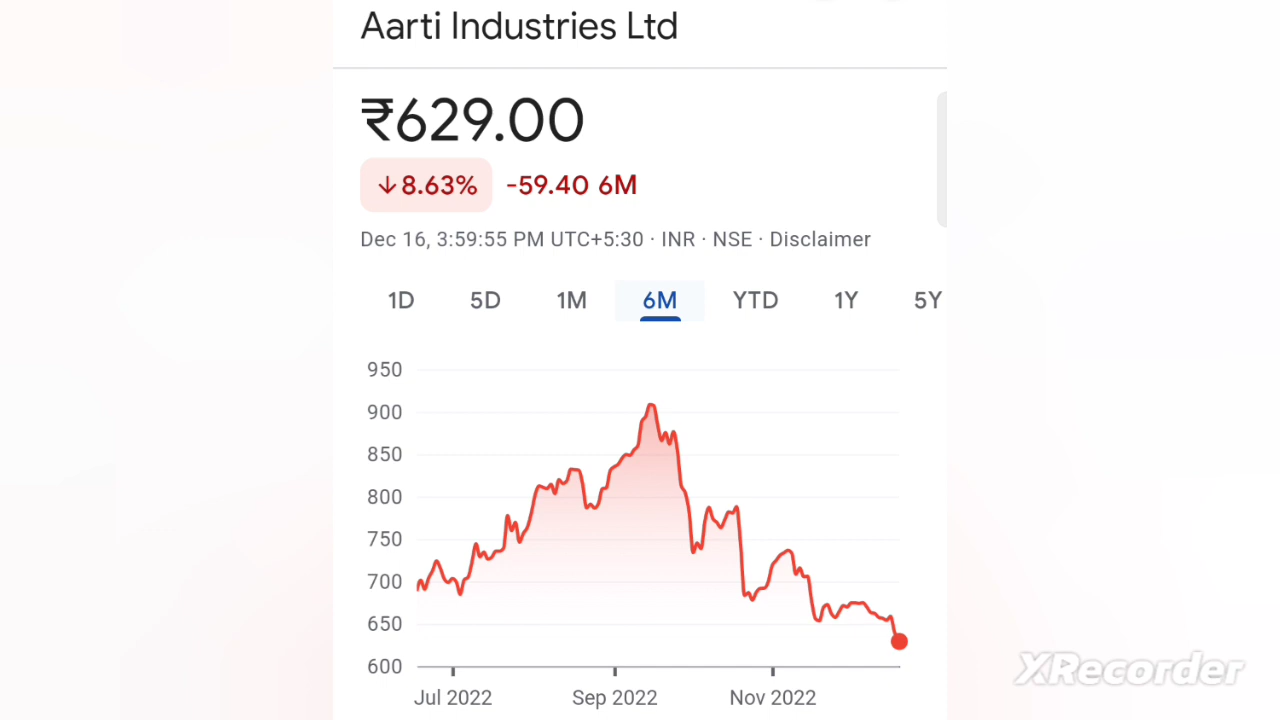 Aarti Industries Ltd
₹629.00
↓8.63% -59.40 6M
Dec 16, 3:59:55 PM UTC+5:30 · INR · NSE · Disclaimer
1D 5D 1M 6M YTD 1Y 5Y
950
900
850
800
750
700
650
600
Jul 2022 Sep 2022 Nov 2022
XRecorder